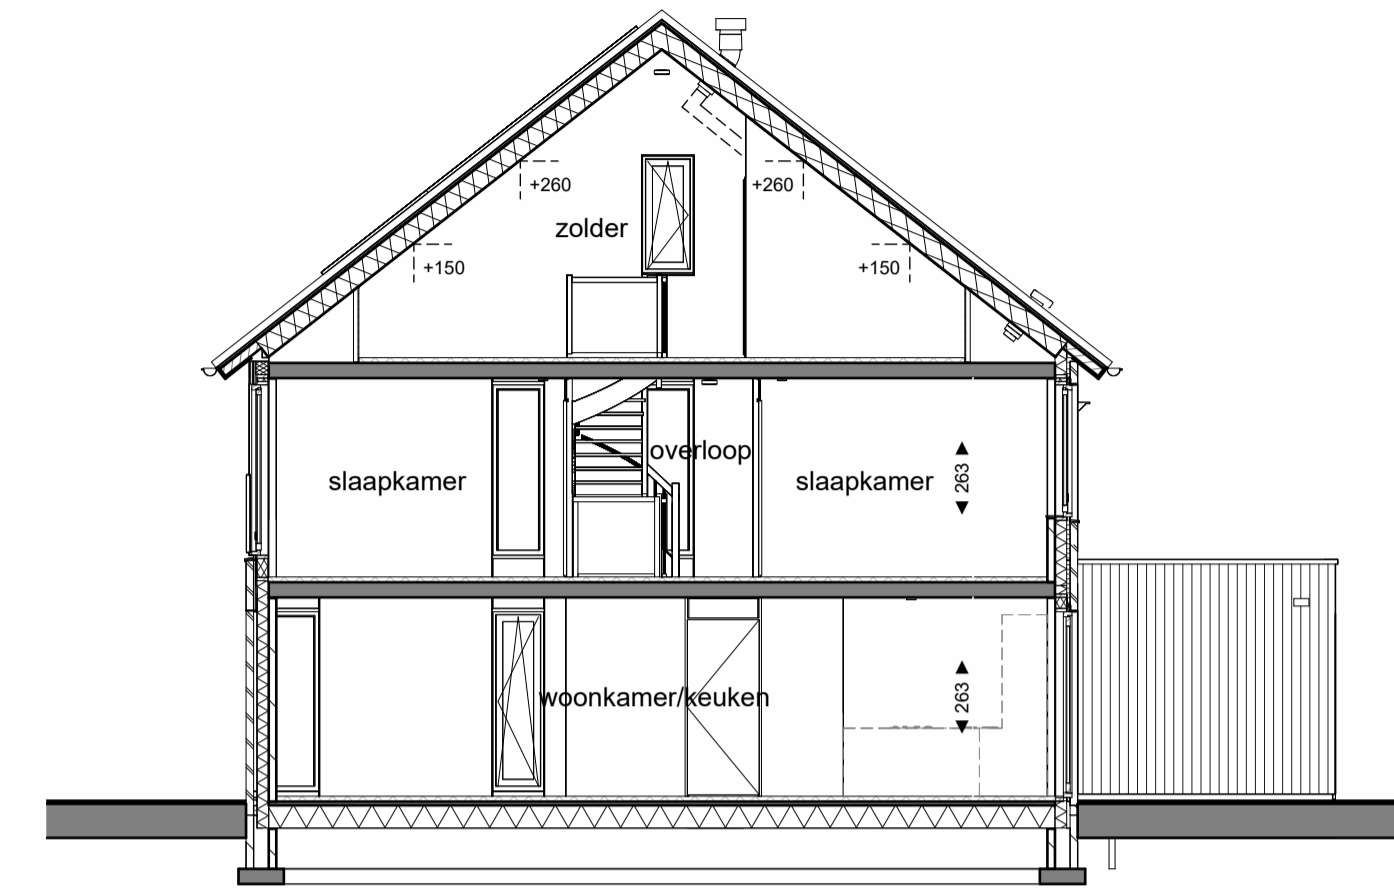 +260
+260
zolder
+150
+150
overloop
slaapkamer
slaapkamer
263
woonkamer/keuken
263